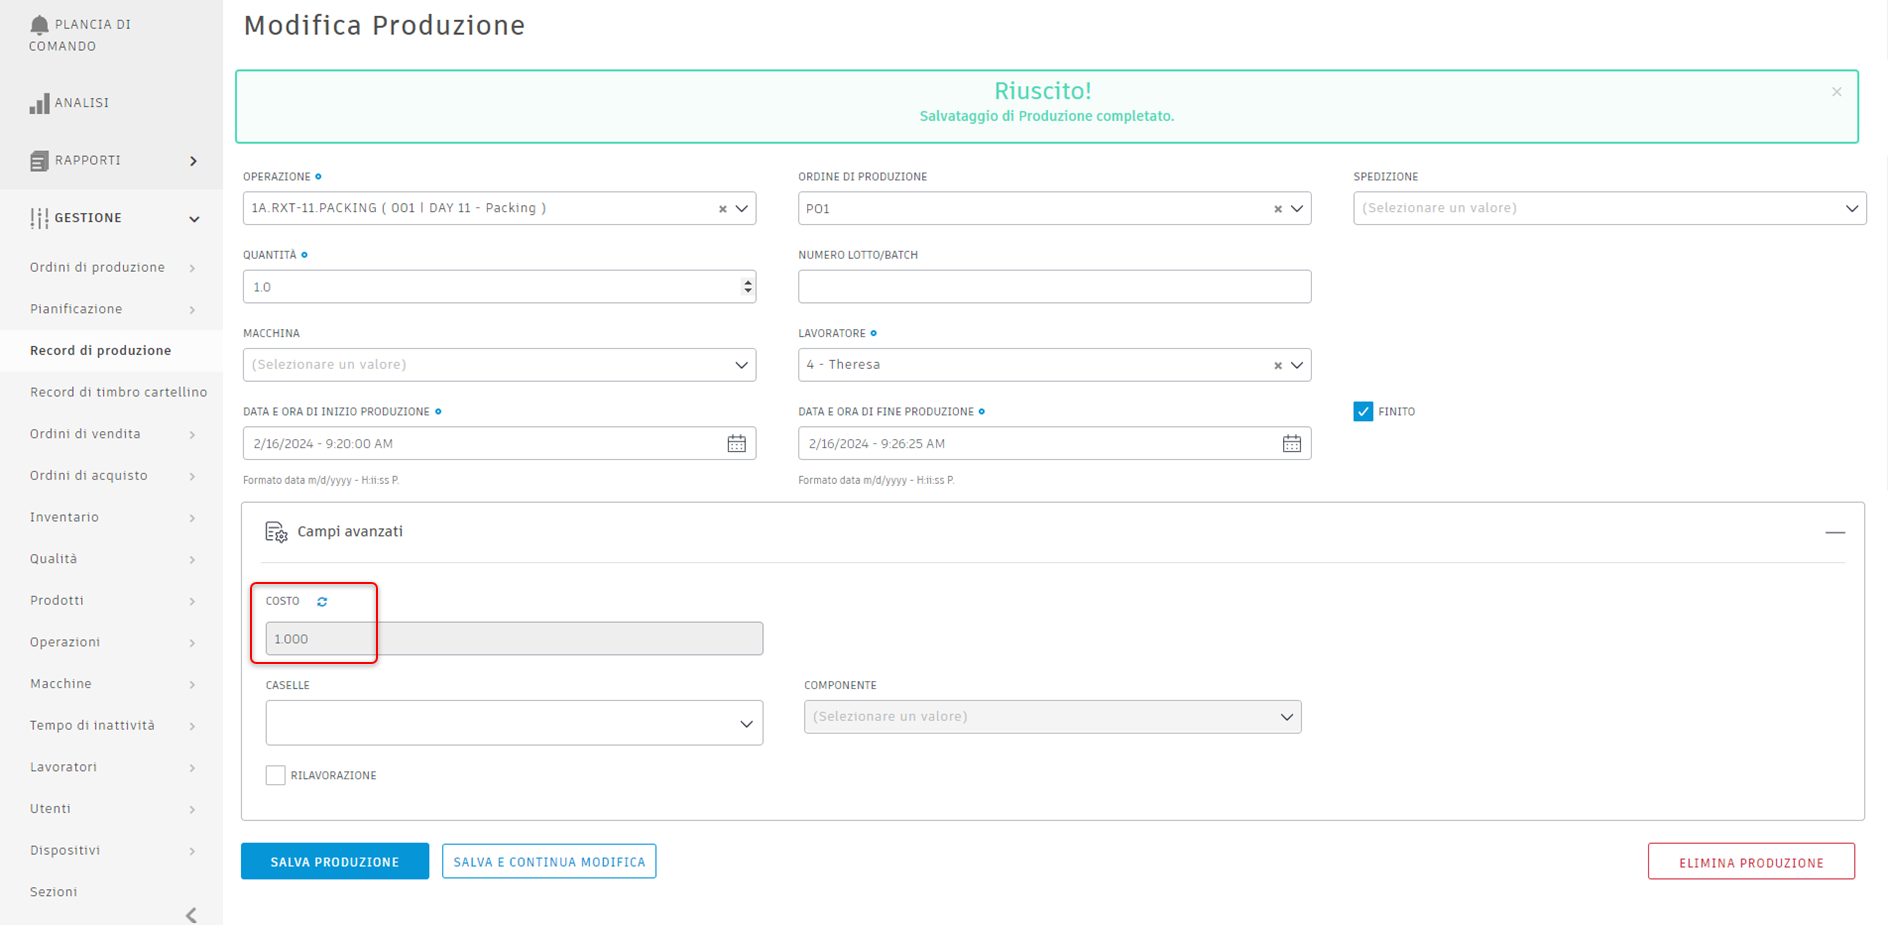 PLANCIA DI
COMANDO
ANALISI
RAPPORTI
GESTIONE
Ordini di produzione
Pianificazione
Record di produzione
Record di timbro cartellino
Ordini di vendita
Ordini di acquisto
Inventario
Qualità
Prodotti
Operazioni
Macchine
Tempo di inattività
Lavoratori
Utenti
Dispositivi
Sezioni
Modifica Produzione
Riuscito!
Salvataggio di Produzione completato.
OPERAZIONE
1A.RXT-11.PACKING ( 001 | DAY 11 - Packing )
ORDINE DI PRODUZIONE
PO1
SPEDIZIONE
(Selezionare un valore)
QUANTITÀ
1.0
NUMERO LOTTO/BATCH
MACCHINA
(Selezionare un valore)
LAVORATORE
4 - Theresa
DATA E ORA DI INIZIO PRODUZIONE
2/16/2024 - 9:20:00 AM
Formato data m/d/yyyy - H:ii:ss P.
DATA E ORA DI FINE PRODUZIONE
2/16/2024 - 9:26:25 AM
Formato data m/d/yyyy - H:ii:ss P.
FINITO
Campi avanzati
COSTO
1.000
CASELLE
COMPONENTE
(Selezionare un valore)
RILAVORAZIONE
SALVA PRODUZIONE
SALVA E CONTINUA MODIFICA
ELIMINA PRODUZIONE